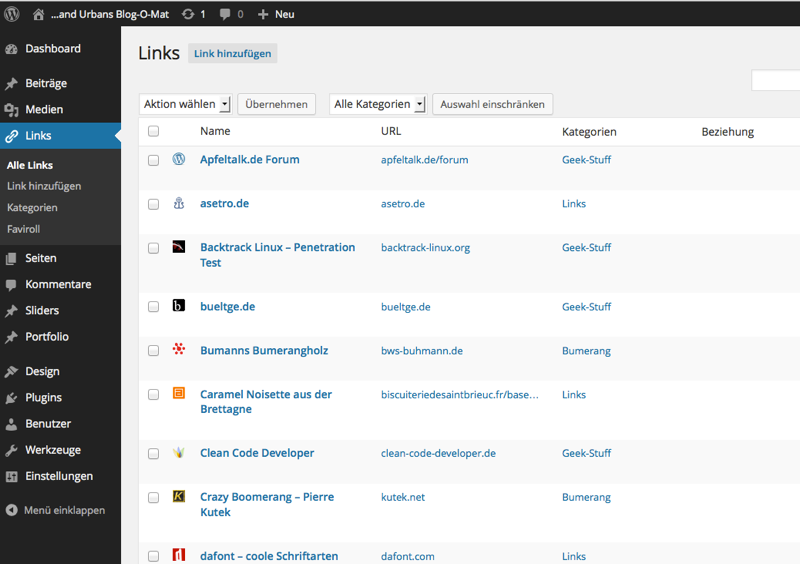 ...and Urbans Blog-O-Mat 1 0 Neu
Dashboard
Beiträge
Medien
Links
Alle Links
Link hinzufügen
Kategorien
Faviroll
Seiten
Kommentare
Sliders
Portfolio
Design
Plugins
Benutzer
Werkzeuge
Einstellungen
Menü einklappen
Links Link hinzufügen
Aktion wählen Übernehmen Alle Kategorien Auswahl einschränken
Name URL Kategorien Beziehung
Apfeltalk.de Forum apfeltalk.de/forum Geek-Stuff
asetro.de asetro.de Links
Backtrack Linux – Penetration backtrack-linux.org Geek-Stuff
Test
bueltge.de bueltge.de Geek-Stuff
Bumanns Bumerangholz bws-buhmann.de Bumerang
Caramel Noisette aus der biscuiteriedesaintbrieuc.fr/base… Links
Brettagne
Clean Code Developer clean-code-developer.de Geek-Stuff
Crazy Boomerang – Pierre kutek.net Bumerang
Kutek
dafont – coole Schriftarten dafont.com Links